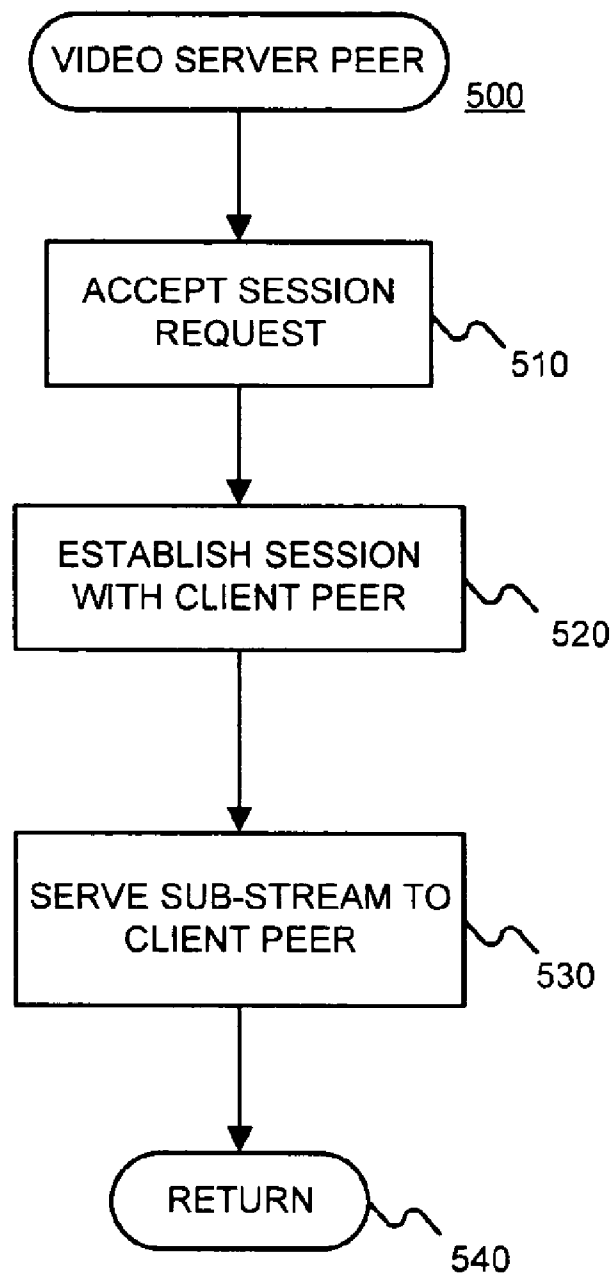 VIDEO SERVER PEER
500
ACCEPT SESSION
REQUEST
510
ESTABLISH SESSION
WITH CLIENT PEER
520
SERVE SUB-STREAM TO
CLIENT PEER
530
RETURN
540